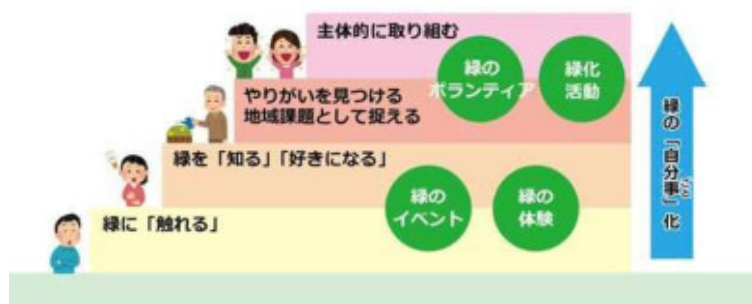 主体的に取り組む
緑の
ボランティア
緑化
活動
やりがいを見つける
地域課題として捉える
緑を「知る」「好きになる」
緑の
イベント
緑の
体験
緑に「触れる」
緑の「自分事」化
ごと